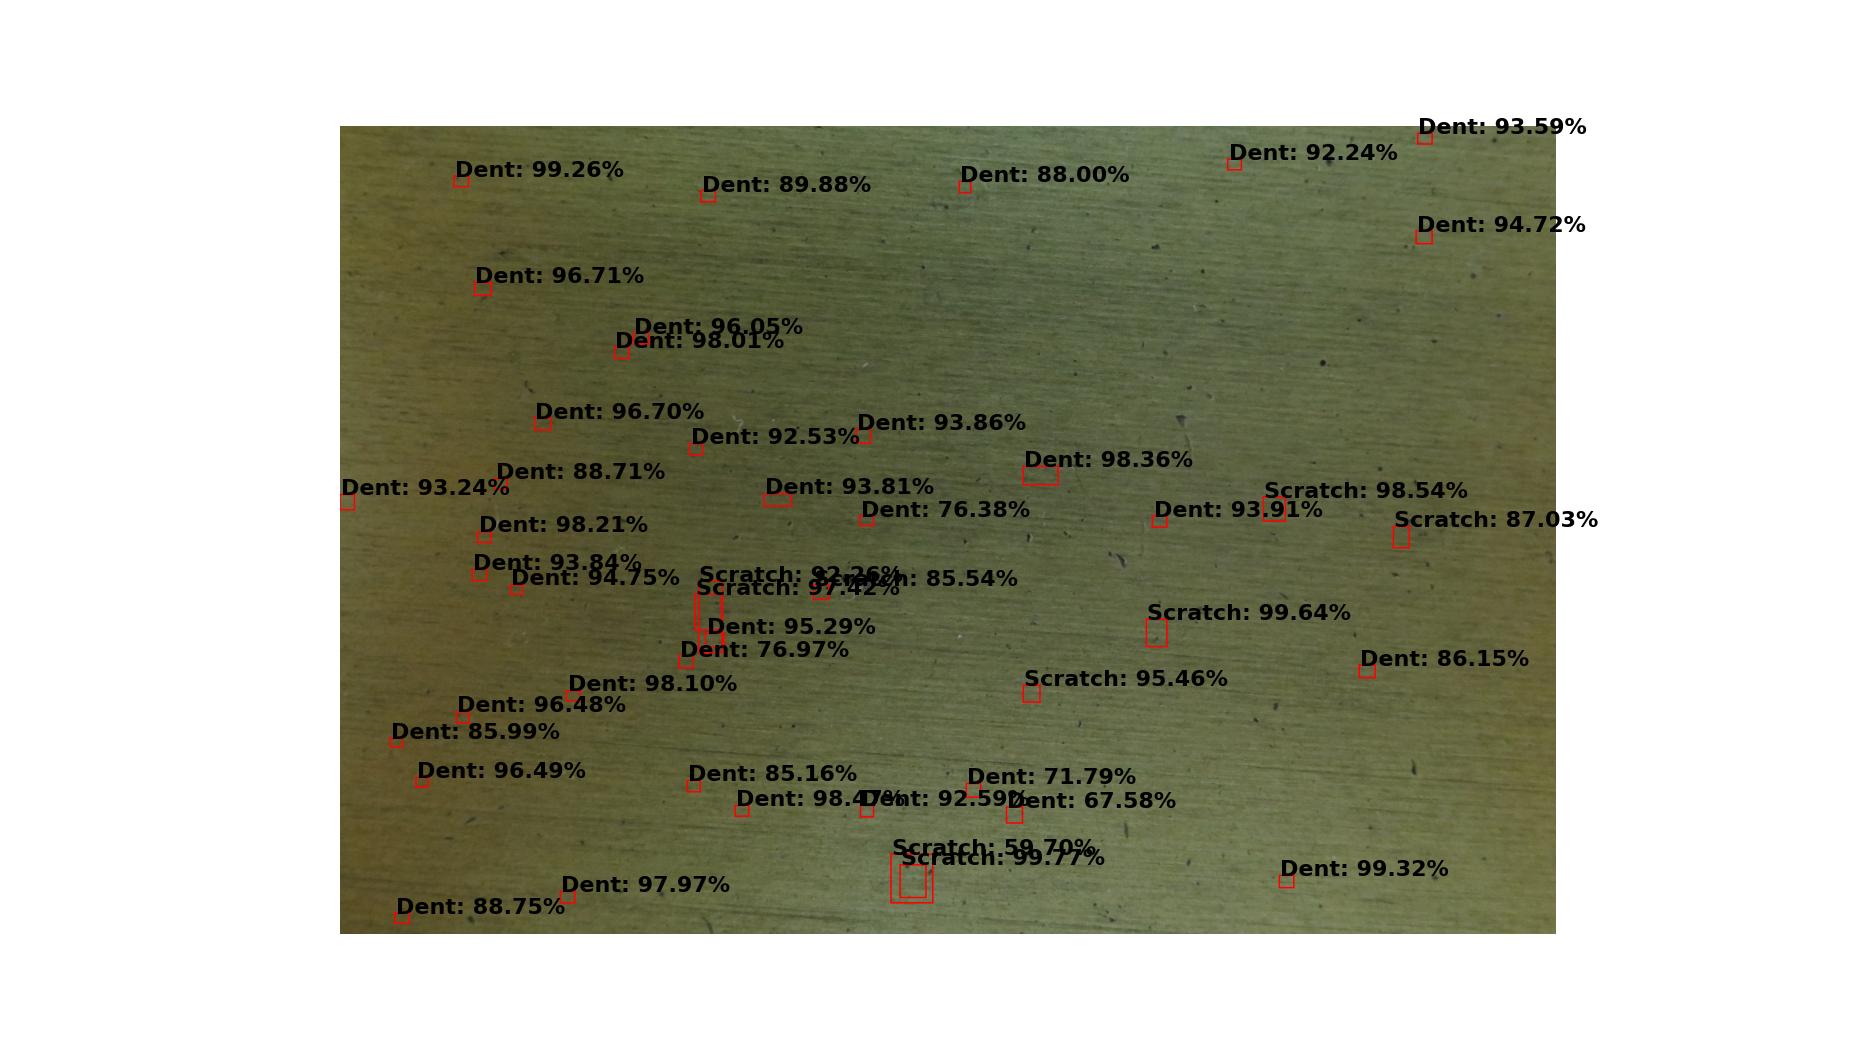 Dent: 93.59%
Dent: 92.24%
Dent: 99.26%
Dent: 88.00%
Dent: 89.88%
Dent: 94.72%
Dent: 96.71%
Dent: 96.05%
Dent: 98.01%
Dent: 96.70%
Dent: 93.86%
Dent: 92.53%
Dent: 98.36%
Dent: 88.71%
Dent: 93.24%
Dent: 93.81%
Scratch: 98.54%
Dent: 76.38%
Dent: 93.91%
Scratch: 87.03%
Dent: 98.21%
Dent: 93.84%
Dent: 94.75%
Scratch: 92.26%
Scratch: 85.54%
Scratch: 97.42%
Scratch: 99.64%
Dent: 95.29%
Dent: 76.97%
Dent: 86.15%
Scratch: 95.46%
Dent: 98.10%
Dent: 96.48%
Dent: 85.99%
Dent: 96.49%
Dent: 85.16%
Dent: 71.79%
Dent: 98.47%
Dent: 92.59%
Dent: 67.58%
Scratch: 59.70%
Scratch: 99.77%
Dent: 99.32%
Dent: 97.97%
Dent: 88.75%